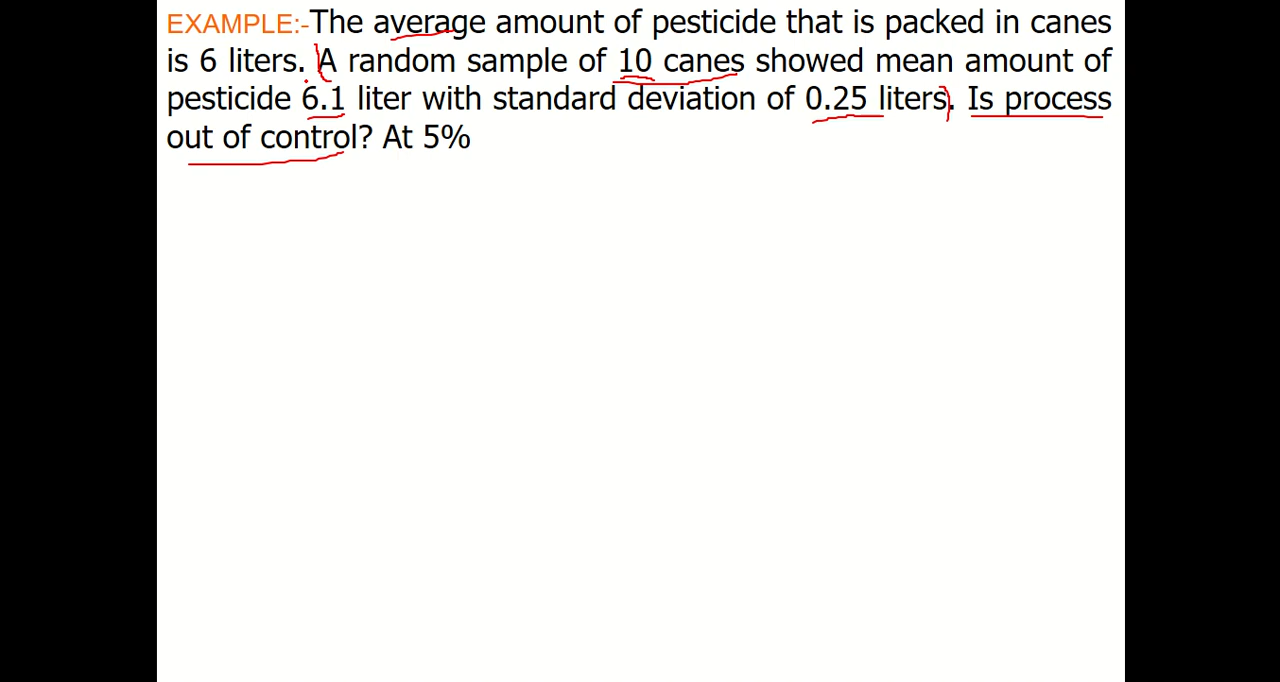 EXAMPLE:-The average amount of pesticide that is packed in canes
is 6 liters. A random sample of 10 canes showed mean amount of
pesticide 6.1 liter with standard deviation of 0.25 liters. Is process
out of control? At 5%